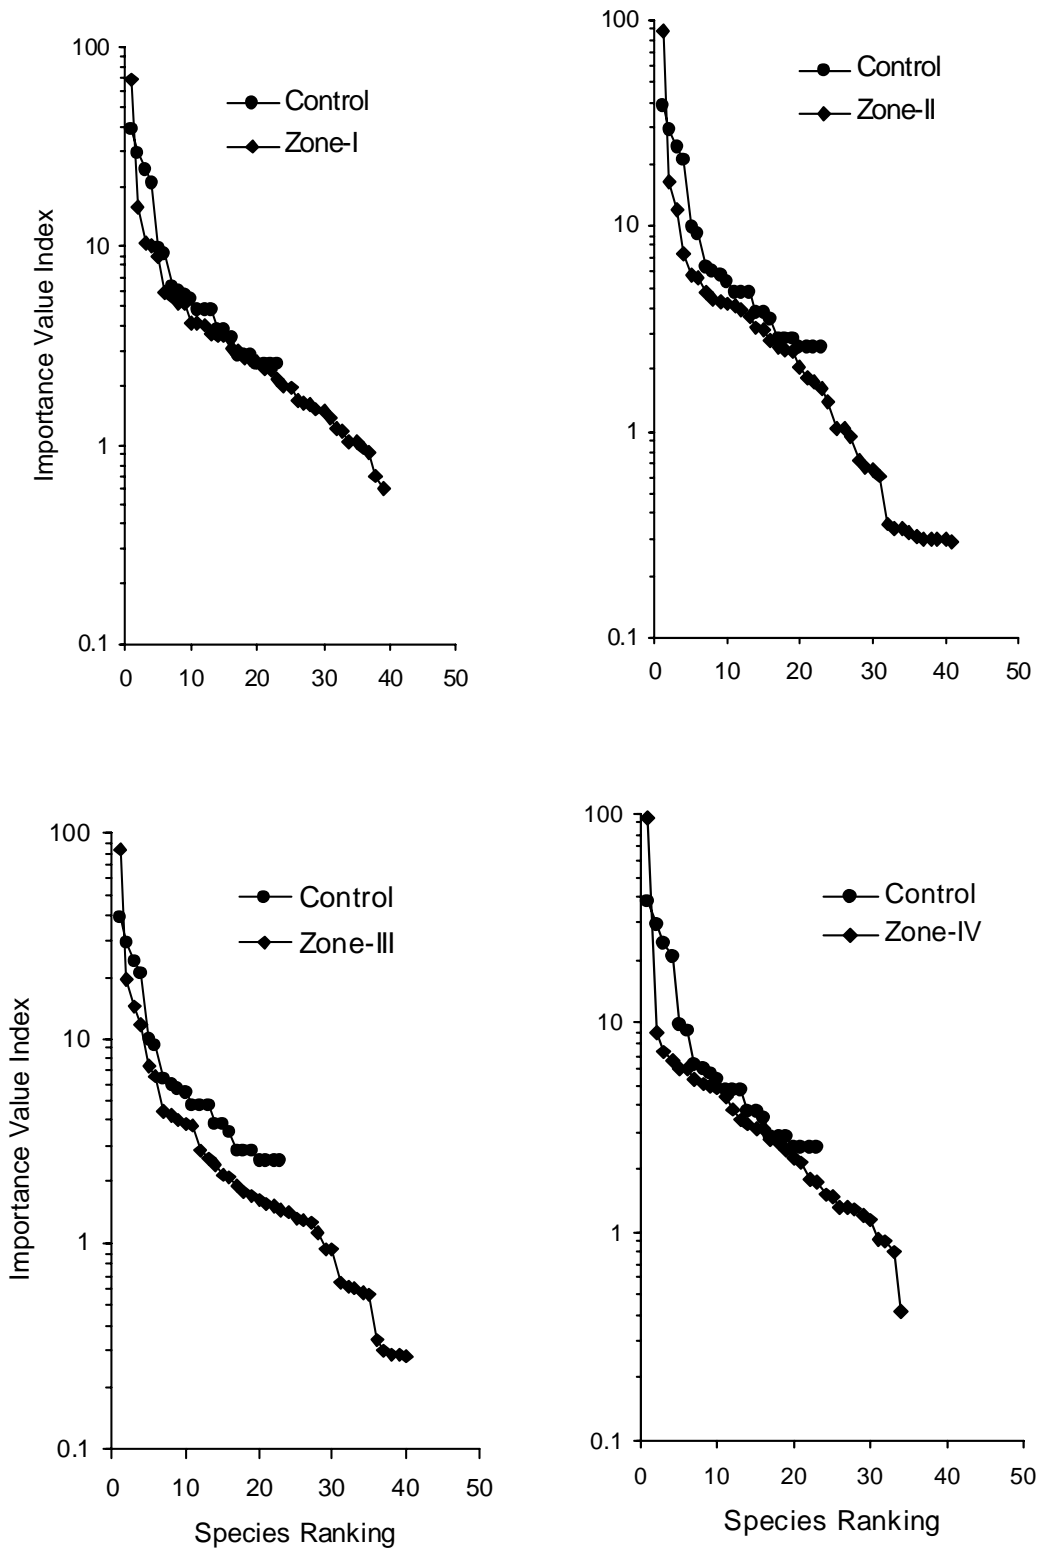 100
10
1
0.1
0 10 20 30 40 50
Importance Value Index
Control
Zone-I
100
10
1
0.1
0 10 20 30 40 50
Control
Zone-II
100
10
1
0.1
0 10 20 30 40 50
Importance Value Index
Species Ranking
Control
Zone-III
100
10
1
0.1
0 10 20 30 40 50
Species Ranking
Control
Zone-IV